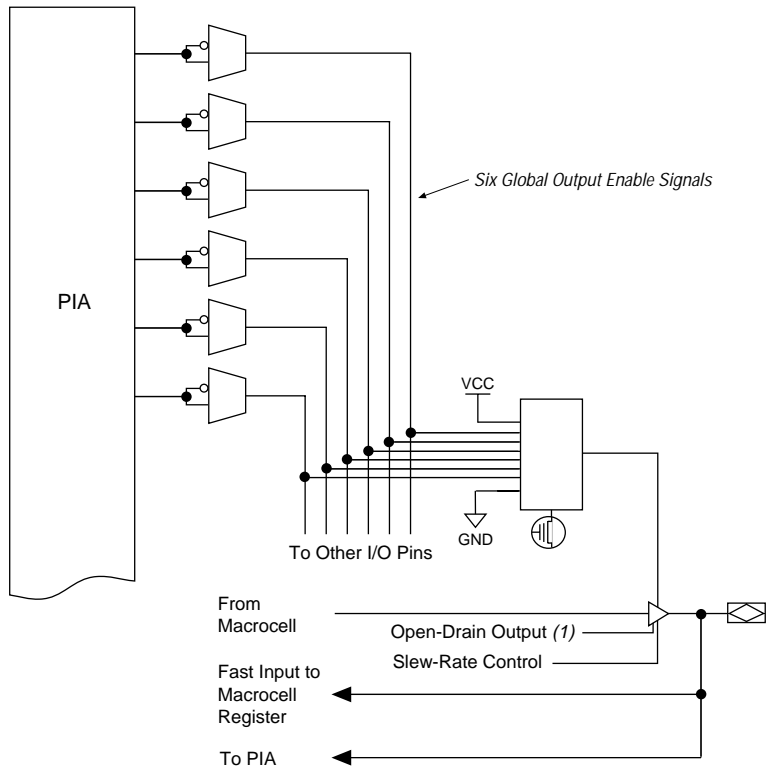 Six Global Output Enable Signals
PIA
VCC
GND
To Other I/O Pins
From
Macrocell
Open-Drain Output (1)
Slew-Rate Control
Fast Input to
Macrocell
Register
To PIA